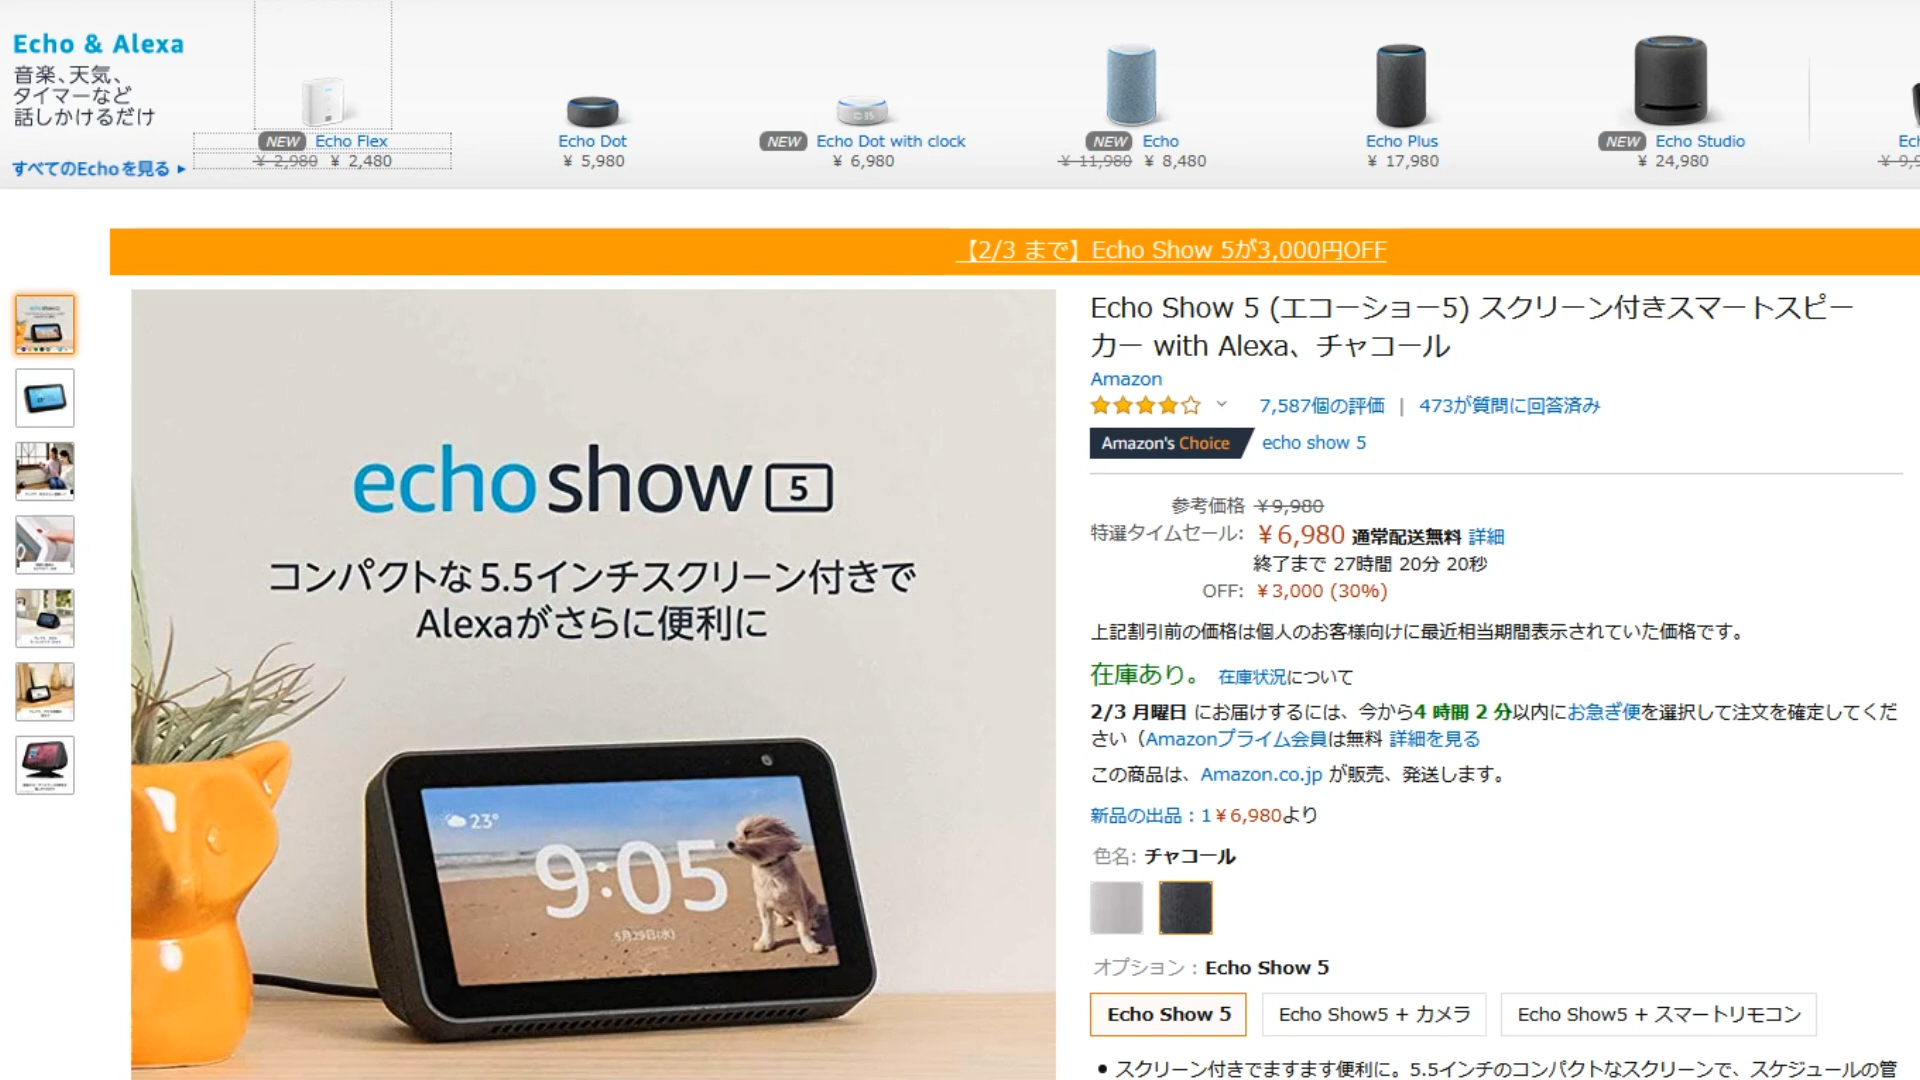 Echo & Alexa
音楽、天気、
タイマーなど
話しかけるだけ
すべてのEchoを見る
NEW Echo Flex
¥ 2,980 ¥ 2,480
Echo Dot
¥ 5,980
NEW Echo Dot with clock
¥ 6,980
NEW Echo
¥ 11,980 ¥ 8,480
Echo Plus
¥ 17,980
NEW Echo Studio
¥ 24,980
【2/3 まで】Echo Show 5が3,000円OFF
echo show 5
コンパクトな5.5インチスクリーン付きで
Alexaがさらに便利に
23°
9:05
5月29日(水)
Echo Show 5 (エコーショー5) スクリーン付きスマートスピー
カー with Alexa、チャコール
Amazon
7,587個の評価 | 473が質問に回答済み
Amazon's Choice echo show 5
参考価格 ¥9,980
特選タイムセール: ¥6,980 通常配送無料 詳細
終了まで 27時間 20分 20秒
OFF: ¥3,000 (30%)
上記割引前の価格は個人のお客様向けに最近相当期間表示されていた価格です。
在庫あり。 在庫状況について
2/3 月曜日 にお届けするには、今から4 時間 2 分以内にお急ぎ便を選択して注文を確定してくだ
さい（Amazonプライム会員は無料 詳細を見る
この商品は、Amazon.co.jp が販売、発送します。
新品の出品：1¥6,980より
色名: チャコール
オプション : Echo Show 5
Echo Show 5
Echo Show5 + カメラ
Echo Show5 + スマートリモコン
• スクリーン付きでますます便利に。5.5インチのコンパクトなスクリーンで、スケジュールの管